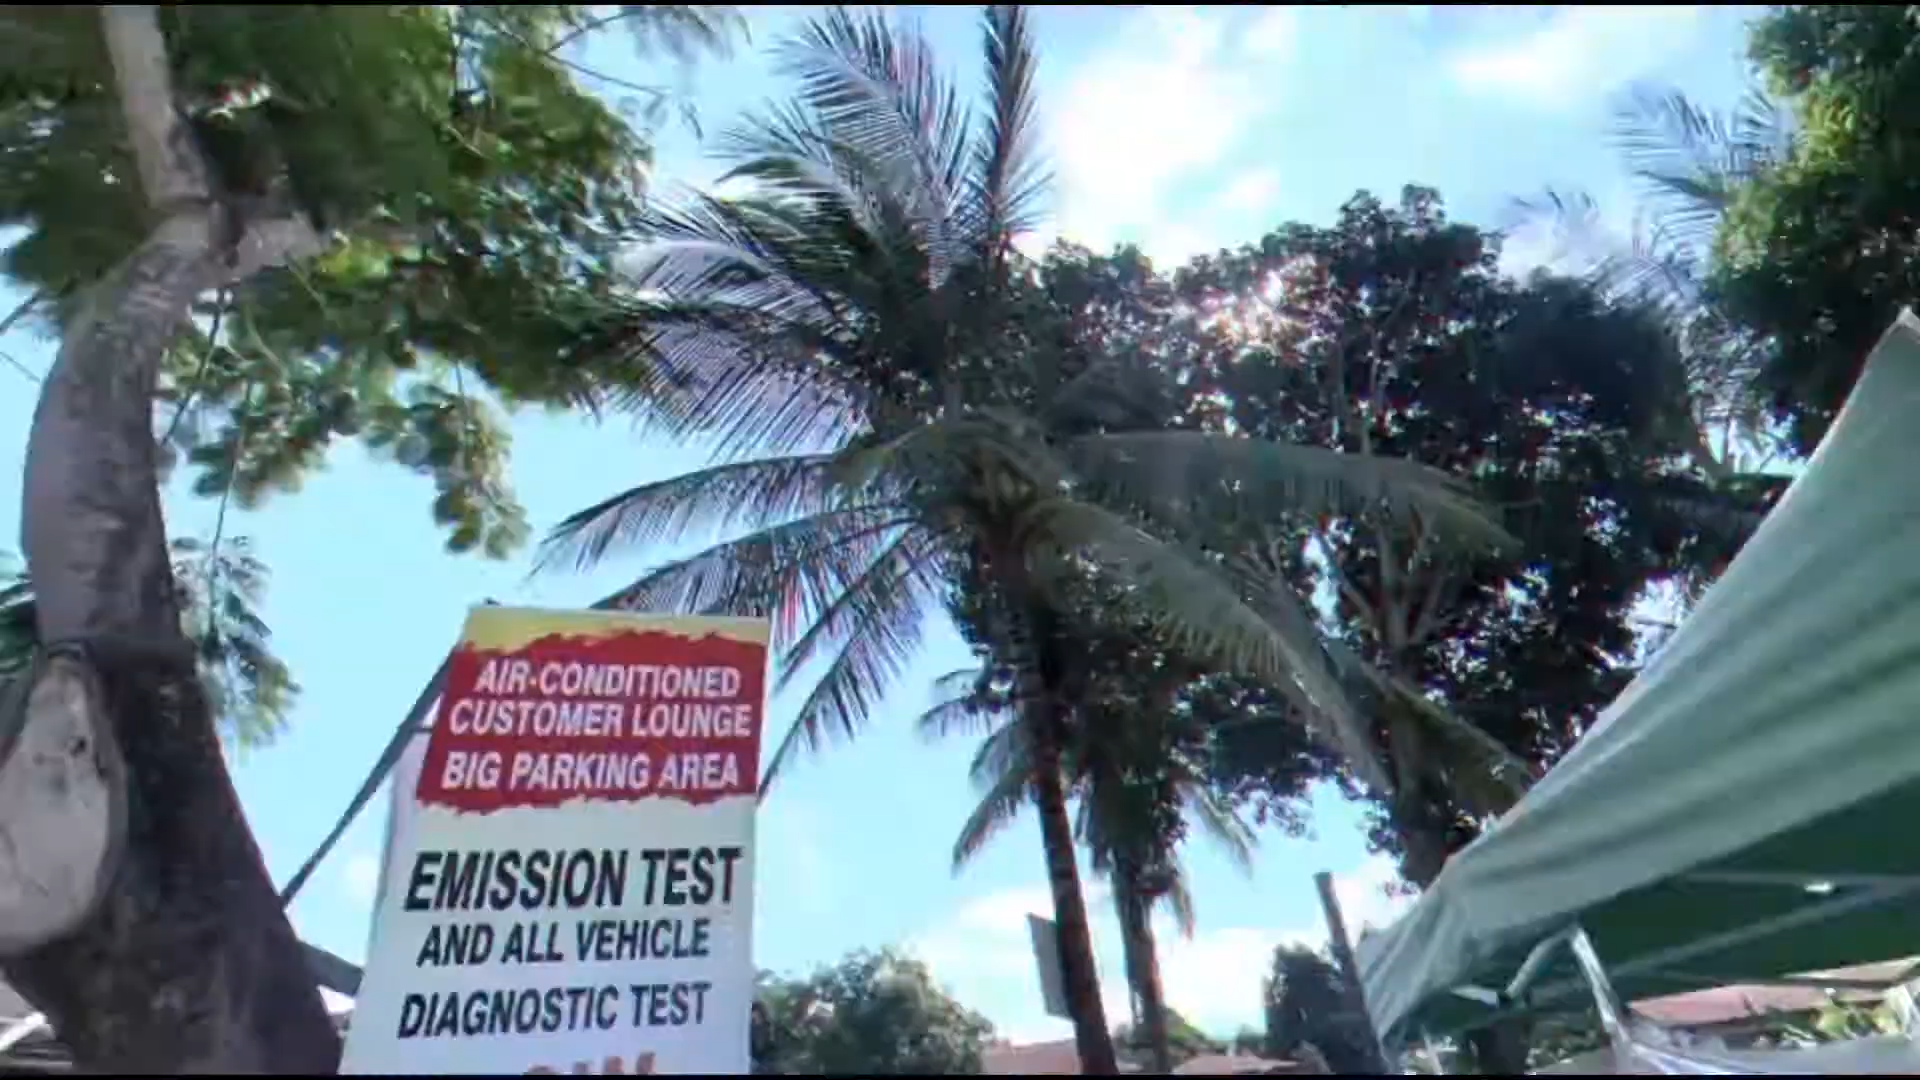 AIR-CONDITIONED
CUSTOMER LOUNGE
BIG PARKING AREA
EMISSION TEST
AND ALL VEHICLE
DIAGNOSTIC TEST